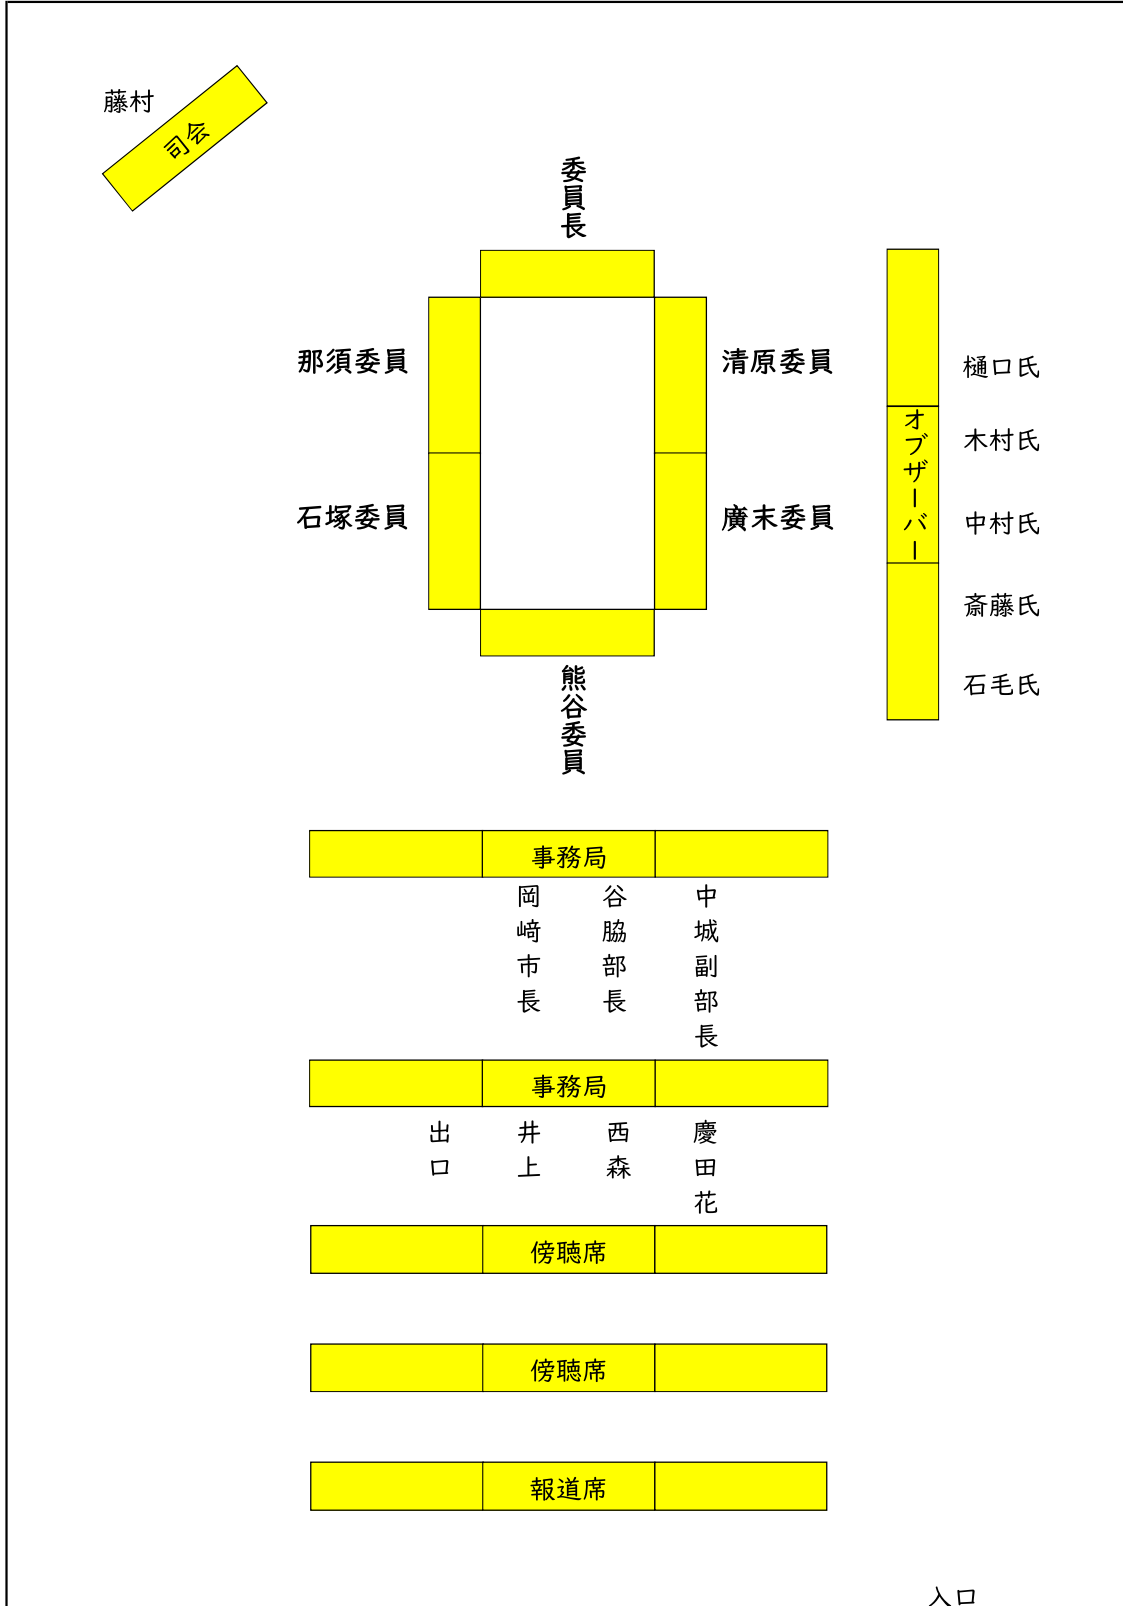 藤村
司会
委員長
那須委員
清原委員
石塚委員
廣末委員
熊谷委員
オブザーバー
樋口氏
木村氏
中村氏
斎藤氏
石毛氏
事務局
岡﨑市長
谷脇部長
中城副部長
事務局
出口
井上
西森
慶田花
傍聴席
傍聴席
報道席
入口